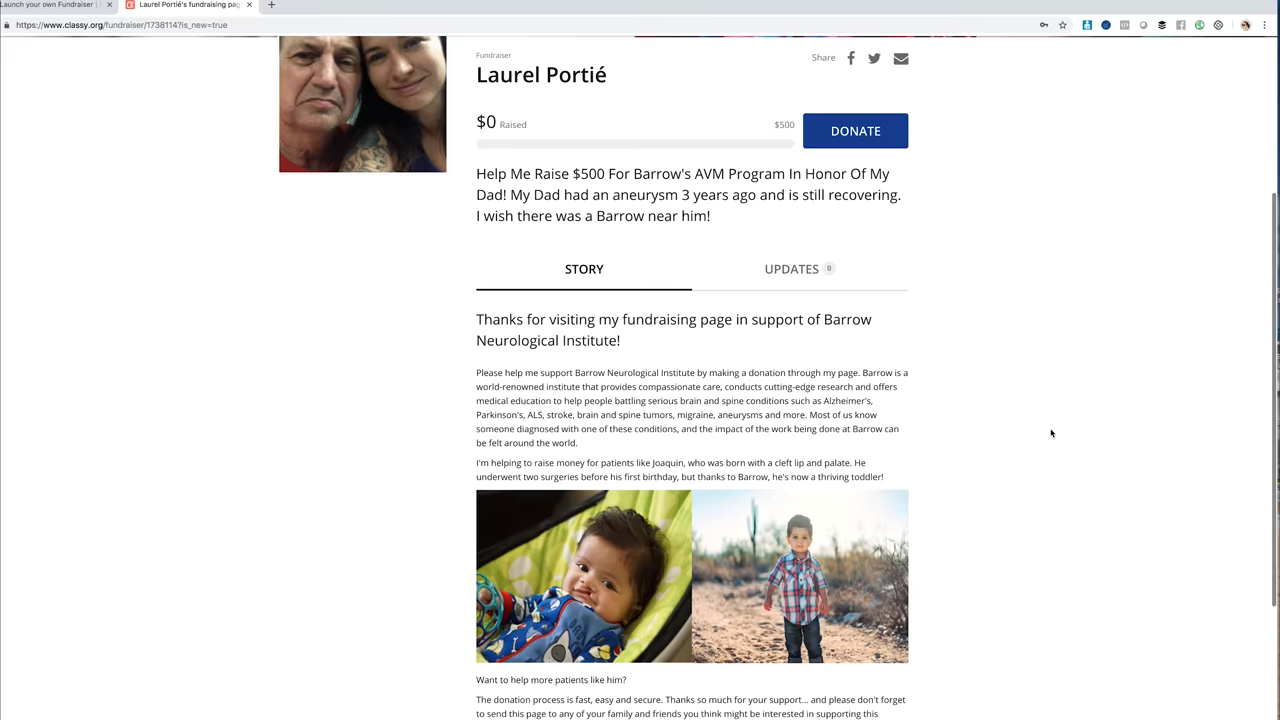 Launch your own Fundraiser |
Laurel Portié's fundraising pag
https://www.classy.org/fundraiser/1738114?is_new=true
Fundraiser
Laurel Portié
Share
$0 Raised
$500
DONATE
Help Me Raise $500 For Barrow's AVM Program In Honor Of My
Dad! My Dad had an aneurysm 3 years ago and is still recovering.
I wish there was a Barrow near him!
STORY
UPDATES 0
Thanks for visiting my fundraising page in support of Barrow
Neurological Institute!
Please help me support Barrow Neurological Institute by making a donation through my page. Barrow is a
world-renowned institute that provides compassionate care, conducts cutting-edge research and offers
medical education to help people battling serious brain and spine conditions such as Alzheimer's,
Parkinson's, ALS, stroke, brain and spine tumors, migraine, aneurysms and more. Most of us know
someone diagnosed with one of these conditions, and the impact of the work being done at Barrow can
be felt around the world.
I'm helping to raise money for patients like Joaquin, who was born with a cleft lip and palate. He
underwent two surgeries before his first birthday, but thanks to Barrow, he's now a thriving toddler!
Want to help more patients like him?
The donation process is fast, easy and secure. Thanks so much for your support... and please don't forget
to send this page to any of your family and friends you think might be interested in supporting this